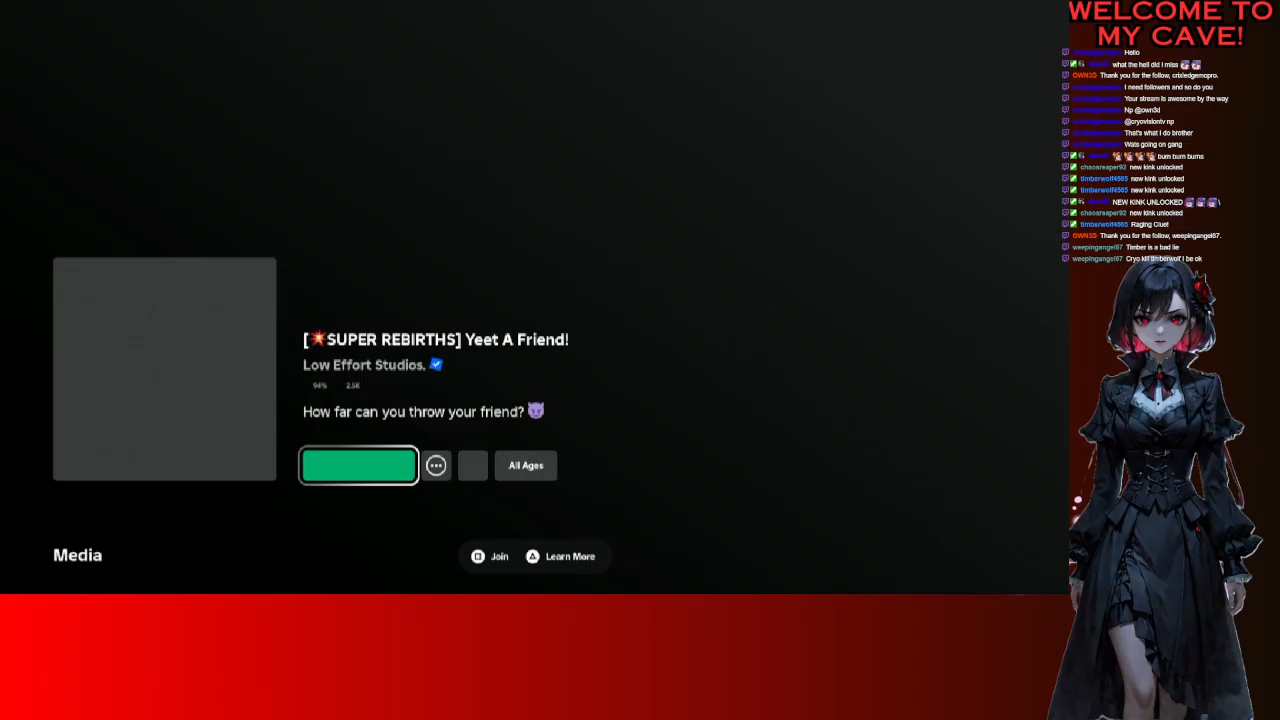 WELCOME TO
MY CAVE!
Hello
what the hell did I miss
OWN3D Thank you for the follow, crixledgemopro.
I need followers and so do you
Your stream is awesome by the way
Np @own3d
@cryovisiontv np
That's what I do brother
Wats going on gang
bum bum bums
chaosreaper92 new kink unlocked
timberwolf4565 new kink unlocked
timberwolf4565 new kink unlocked
NEW KINK UNLOCKED \
chaosreaper92 new kink unlocked
timberwolf4565 Raging Clue!
OWN3D Thank you for the follow, weepingangel67.
weepingangel67 Timber is a bad lie
weepingangel67 Cryo kill timberwolf I be ok
[💥SUPER REBIRTHS] Yeet A Friend!
Low Effort Studios.
94% 2.5K
How far can you throw your friend? 😈
All Ages
Media
Join Learn More